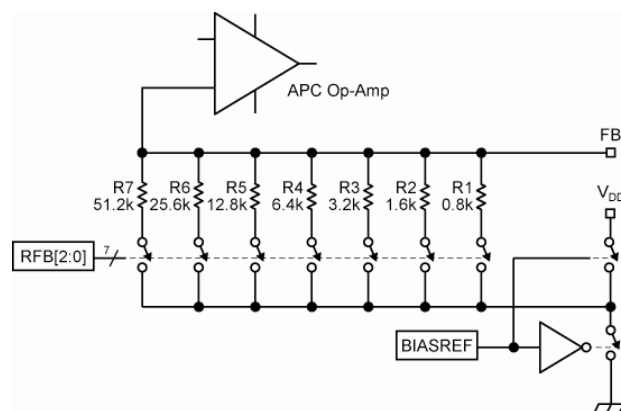 APC Op-Amp
FB
R7 R6 R5 R4 R3 R2 R1
51.2k 25.6k 12.8k 6.4k 3.2k 1.6k 0.8k
VDD
RFB[2:0]
7
BIASREF